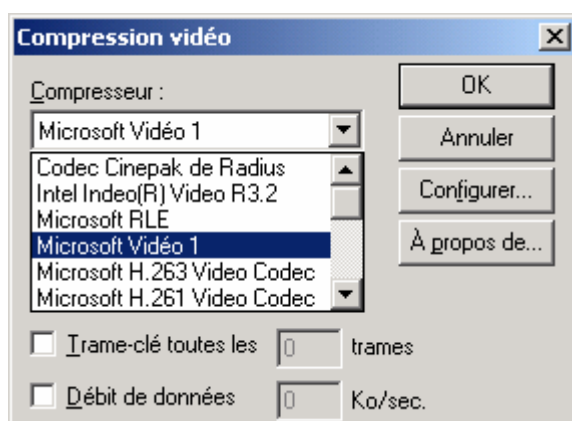 Compression vidéo
Compresseur :
OK
Microsoft Vidéo 1
Annuler
Codec Cinepak de Radius
Intel Indeo(R) Video R3.2
Configurer...
Microsoft RLE
Microsoft Vidéo 1
À propos de...
Microsoft H.263 Video Codec
Microsoft H.261 Video Codec
Trame-clé toutes les 0 trames
Débit de données 0 Ko/sec.